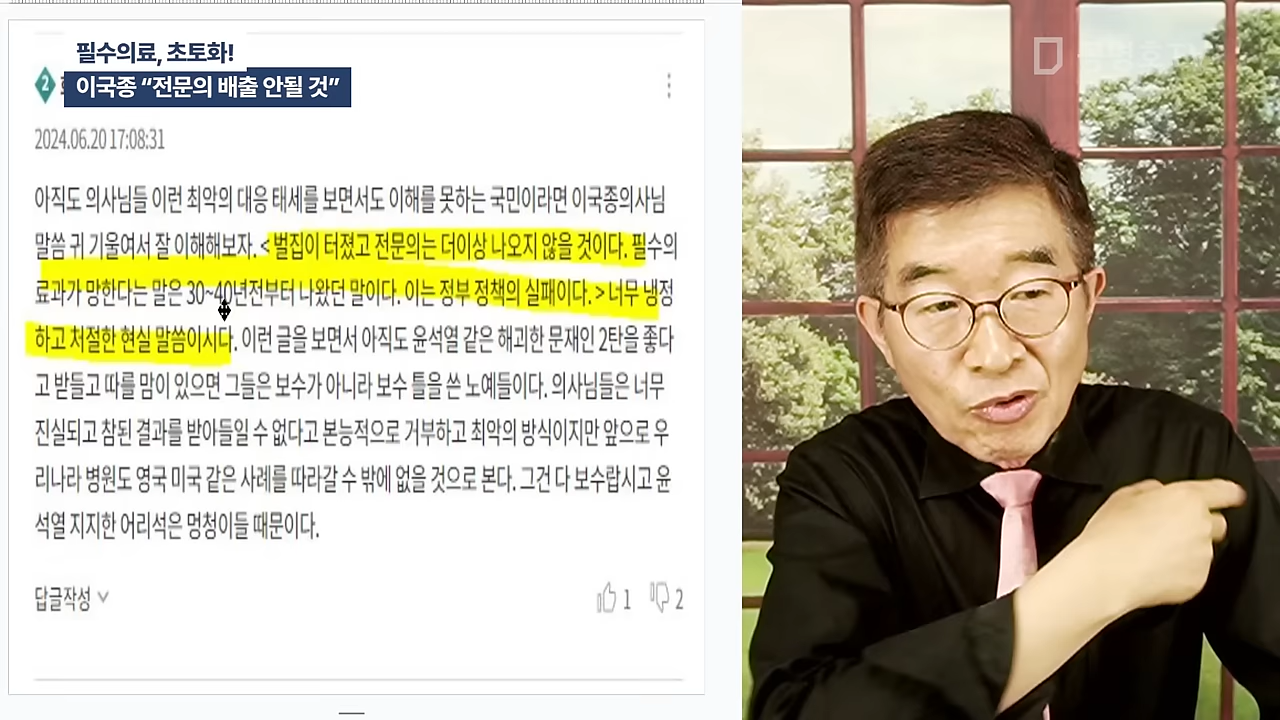 필수의료, 초토화!
이국종 “전문의 배출 안될 것”
2
2024.06.20 17:08:31
아직도 의사님들 이런 최악의 대응 태세를 보면서도 이해를 못하는 국민이라면 이국종의사님
말씀 귀 기울여서 잘 이해해보자. < 벌집이 터졌고 전문의는 더이상 나오지 않을 것이다. 필수의
료과가 망한다는 말은 30~40년전부터 나왔던 말이다. 이는 정부 정책의 실패이다. > 너무 냉정
하고 처절한 현실 말씀이시다. 이런 글을 보면서 아직도 윤석열 같은 해괴한 문재인 2탄을 좋다
고 받들고 따를 맘이 있으면 그들은 보수가 아니라 보수 틀을 쓴 노예들이다. 의사님들은 너무
진실되고 참된 결과를 받아들일 수 없다고 본능적으로 거부하고 최악의 방식이지만 앞으로 우
리나라 병원도 영국 미국 같은 사례를 따라갈 수 밖에 없을 것으로 본다. 그건 다 보수랍시고 윤
석열 지지한 어리석은 멍청이들 때문이다.
답글작성
1 2